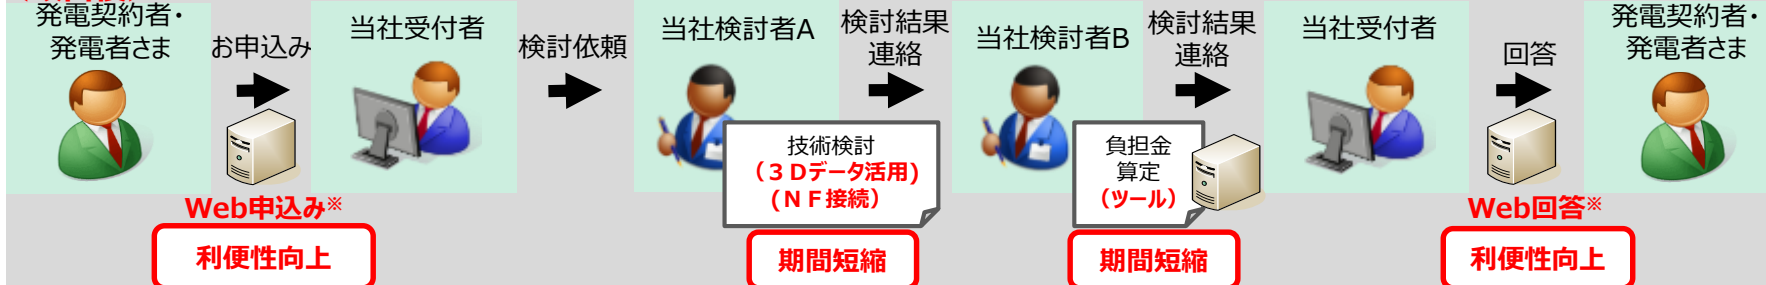 発電契約者・
発電者さま
お申込み
当社受付者
検討依頼
当社検討者A
検討結果
連絡
当社検討者B
検討結果
連絡
当社受付者
回答
発電契約者・
発電者さま
技術検討
（３Ｄデータ活用)
(ＮＦ接続）
負担金
算定
（ツール）
Web申込み※
Web回答※
利便性向上
期間短縮
期間短縮
利便性向上